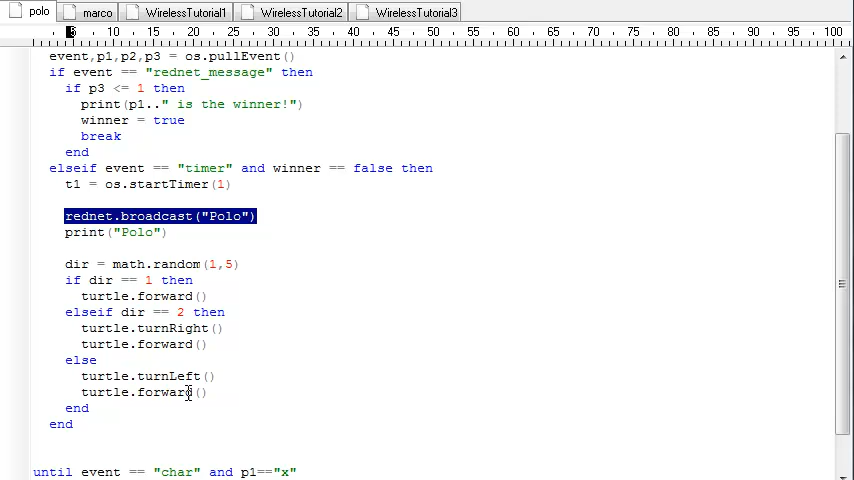 polo marco WirelessTutorial1 WirelessTutorial2 WirelessTutorial3
5 10 15 20 25 30 35 40 45 50 55 60 65 70 75 80 85 90 95 100
event,p1,p2,p3 = os.pullEvent()
if event == "rednet_message" then
if p3 <= 1 then
print(p1.." is the winner!")
winner = true
break
end
elseif event == "timer" and winner == false then
t1 = os.startTimer(1)
rednet.broadcast("Polo")
print("Polo")
dir = math.random(1,5)
if dir == 1 then
turtle.forward()
elseif dir == 2 then
turtle.turnRight()
turtle.forward()
else
turtle.turnLeft()
turtle.forward()
end
end
until event == "char" and p1=="x"